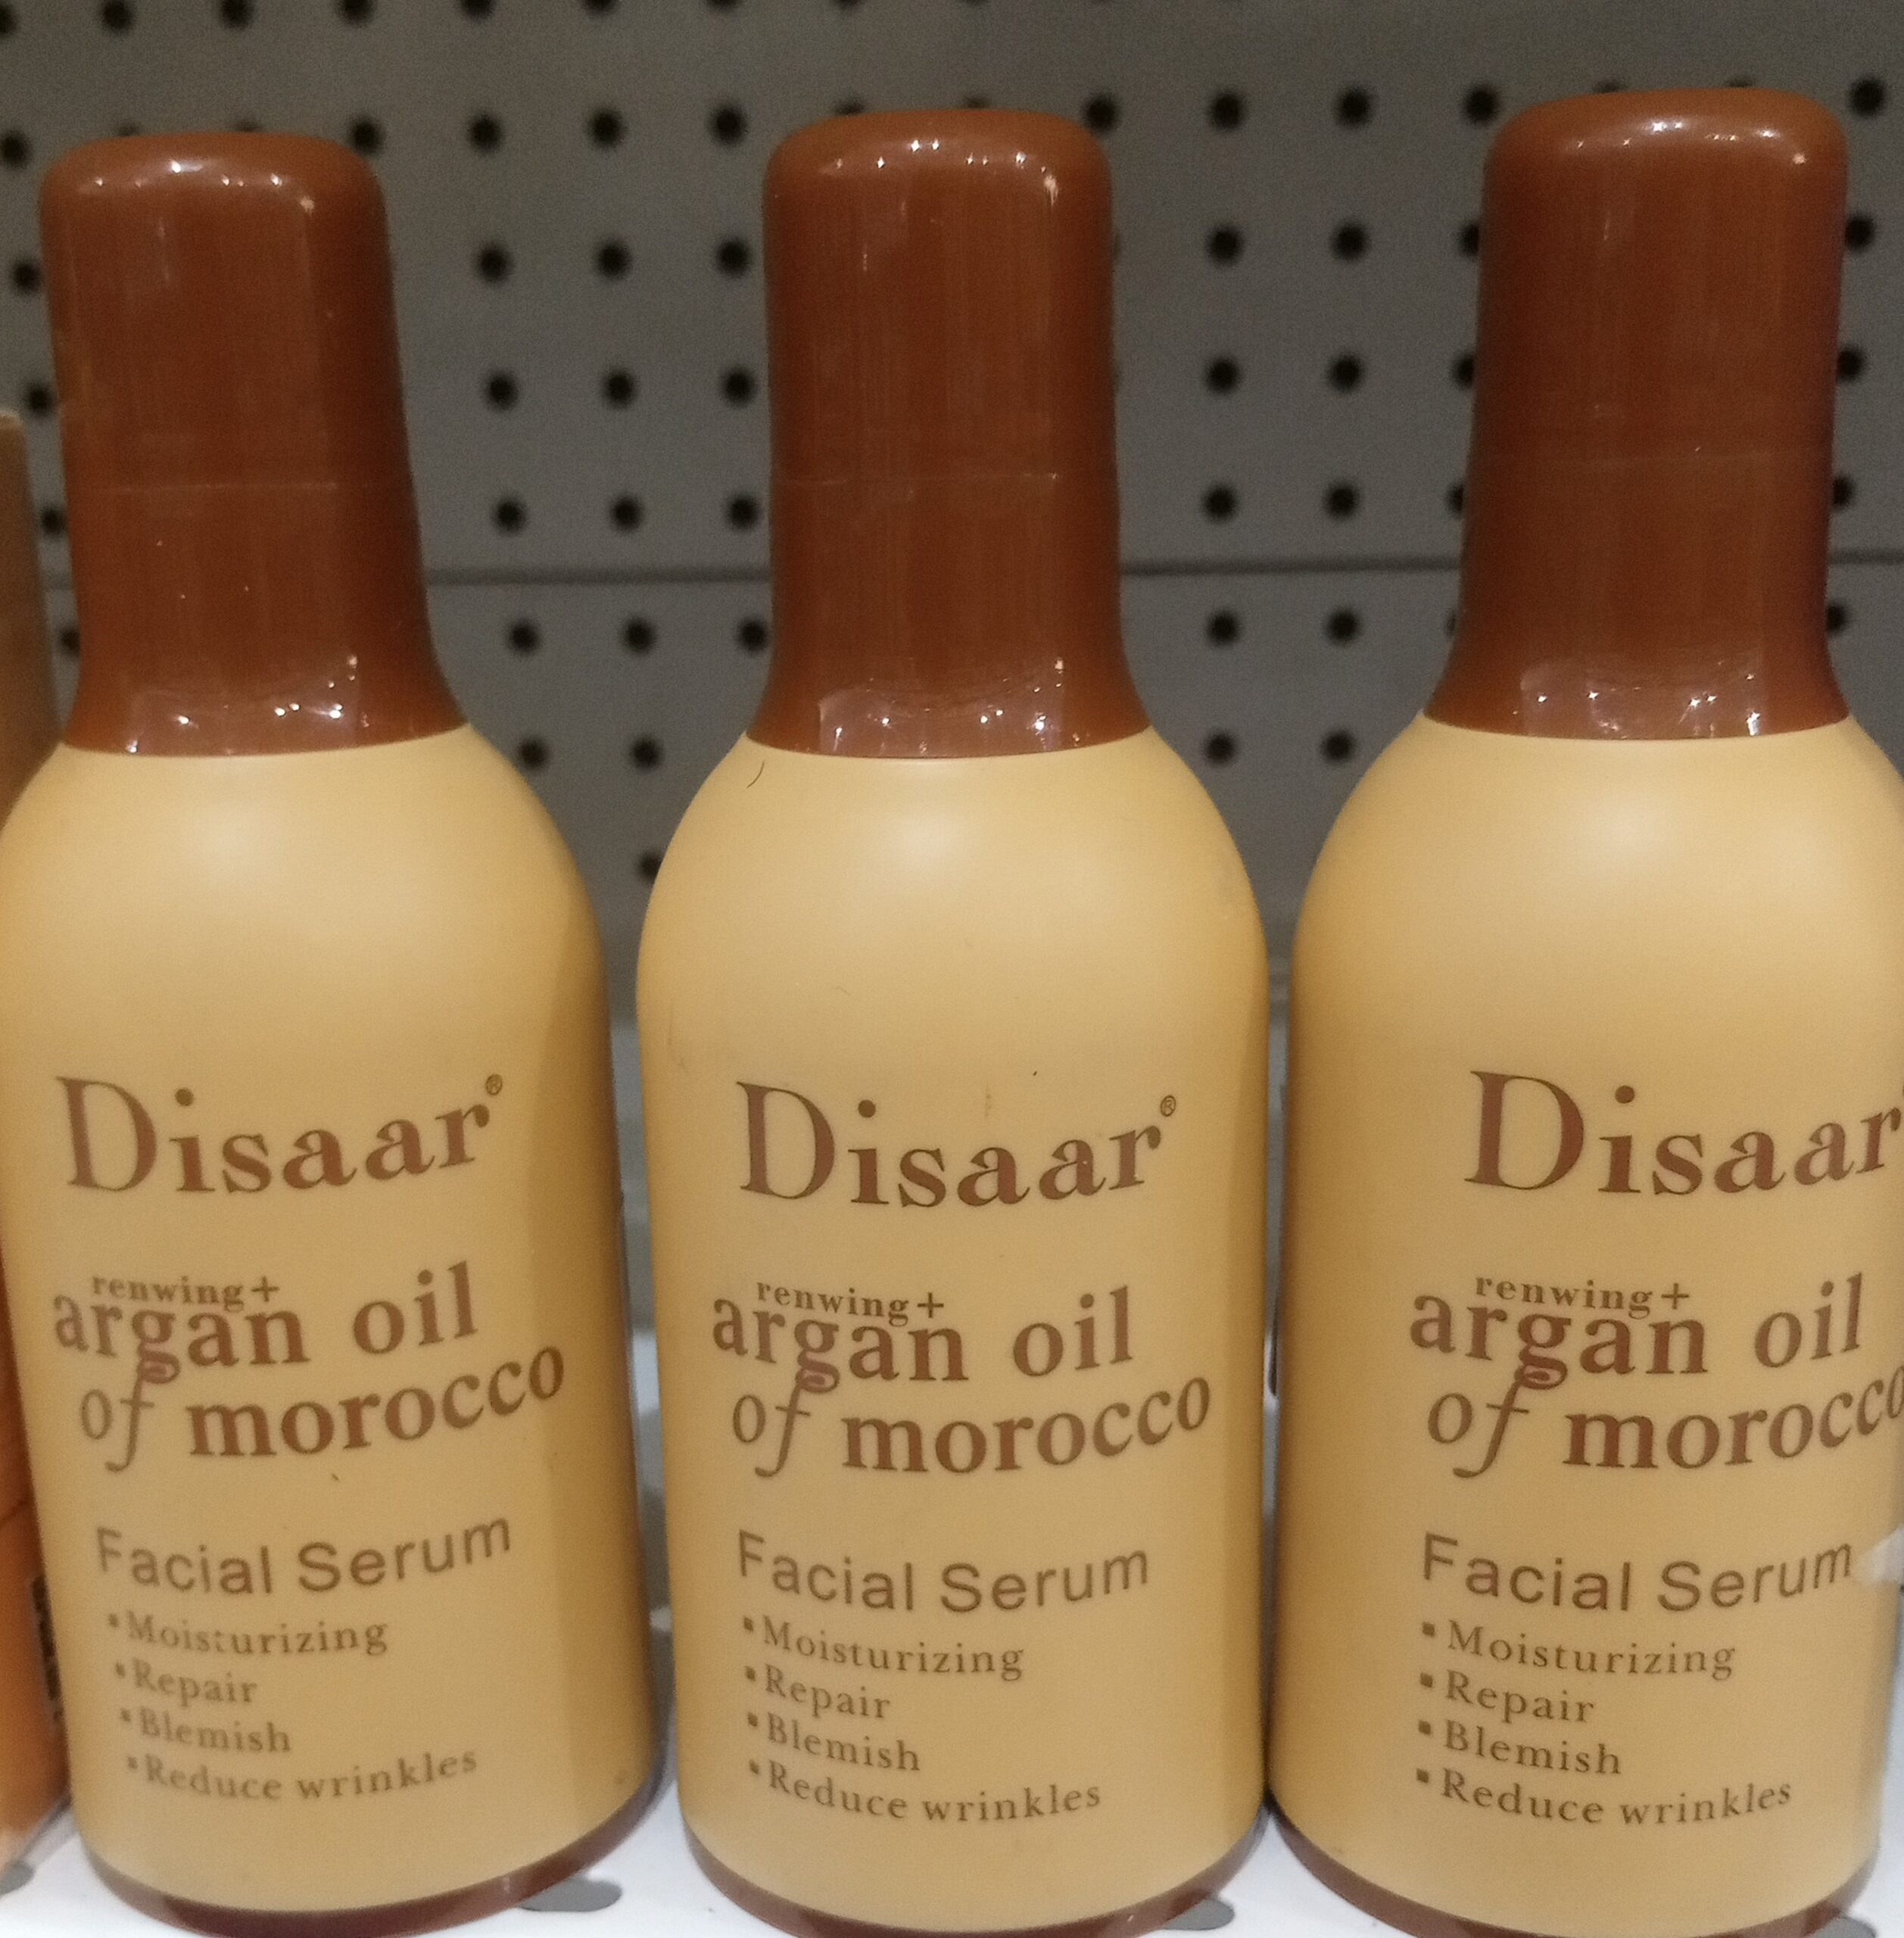 Disaar®
renwing+
argan oil
of morocco
Facial Serum
▪Moisturizing
▪Repair
▪Blemish
▪Reduce wrinkles
Disaar®
renwing+
argan oil
of morocco
Facial Serum
▪Moisturizing
▪Repair
▪Blemish
▪Reduce wrinkles
Disaar
renwing+
argan oil
of morocco
Facial Serum
▪Moisturizing
▪Repair
▪Blemish
▪Reduce wrinkles